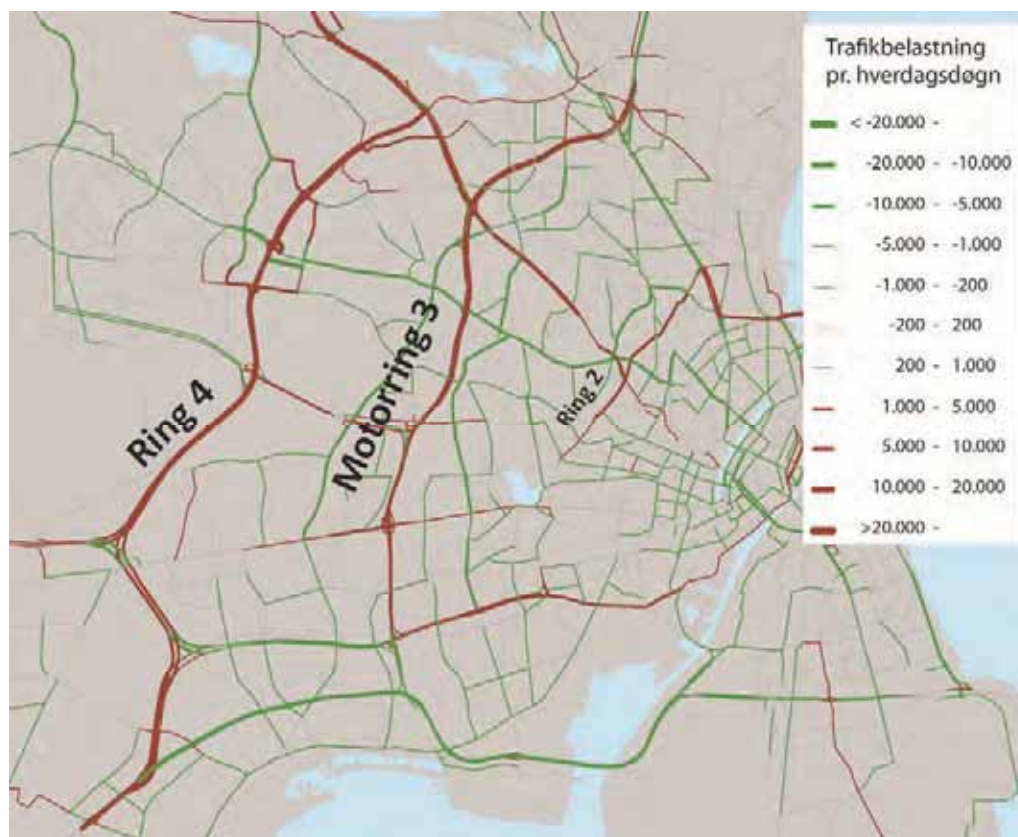 Trafikbelastning
pr. hverdagsdøgn
< -20.000 -
-20.000 - -10.000
-10.000 - -5.000
-5.000 - -1.000
-1.000 - -200
-200 - 200
200 - 1.000
1.000 - 5.000
5.000 - 10.000
10.000 - 20.000
>20.000 -
Ring 4
Motorring 3
Ring 2